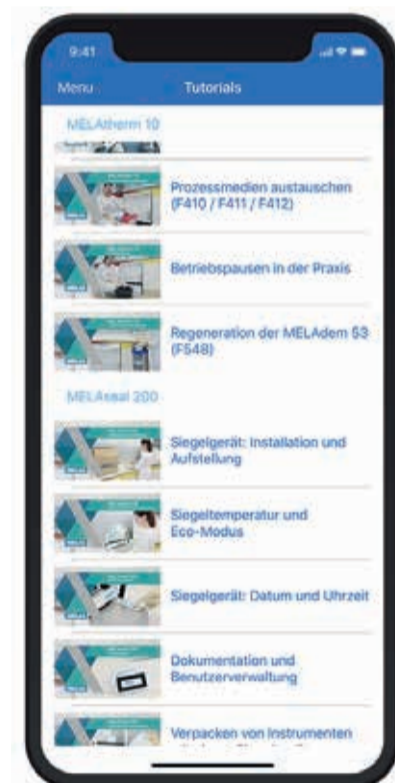 9:41
Menu
Tutorials
MELAtherm 10
Prozessmedien austauschen
(F410 / F411 / F412)
Betriebspausen in der Praxis
Regeneration der MELAdem 53
(F548)
MELAseal 200
Siegelgerät: Installation und
Aufstellung
Siegeltemperatur und
Eco-Modus
Siegelgerät: Datum und Uhrzeit
Dokumentation und
Benutzerverwaltung
Verpacken von Instrumenten